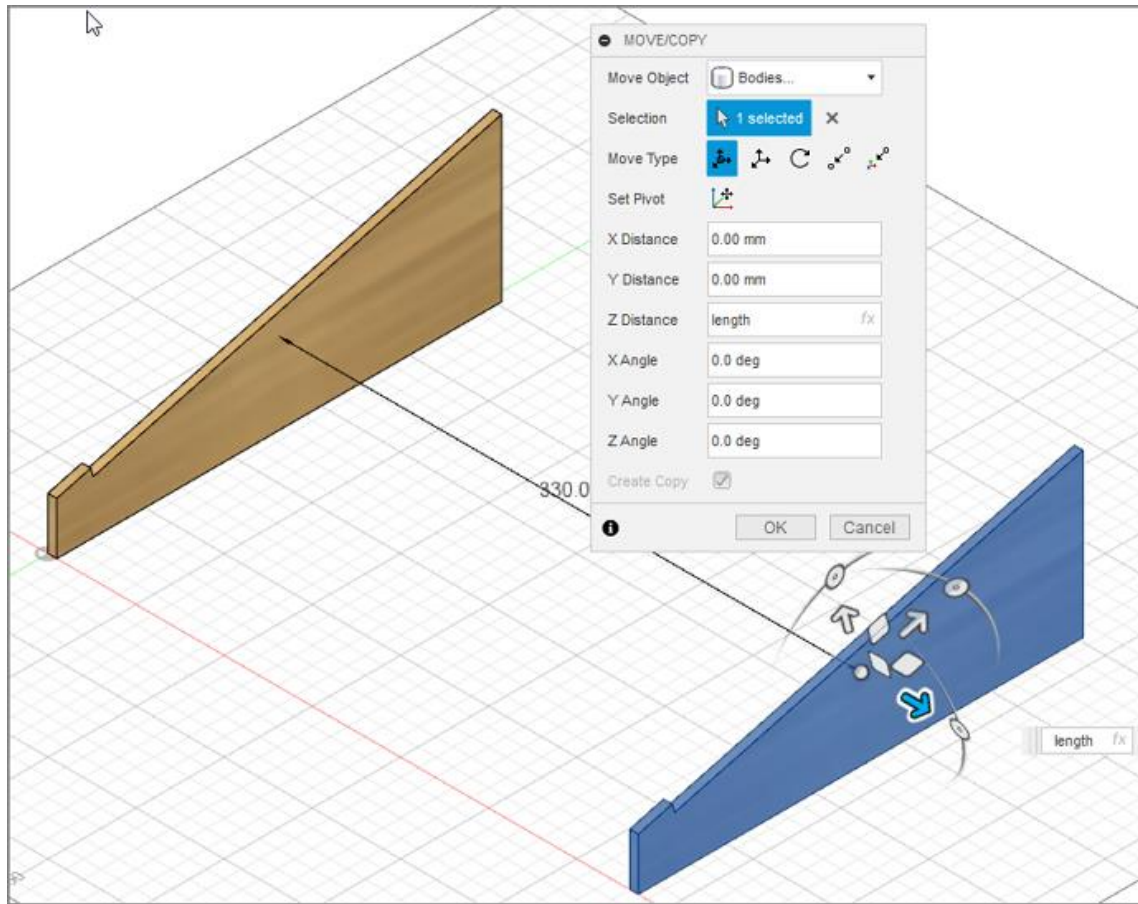 MOVE/COPY
Move Object Bodies...
Selection 1 selected
Move Type
Set Pivot
X Distance 0.00 mm
Y Distance 0.00 mm
Z Distance length fx
X Angle 0.0 deg
Y Angle 0.0 deg
Z Angle 0.0 deg
Create Copy
330.0
OK Cancel
length fx